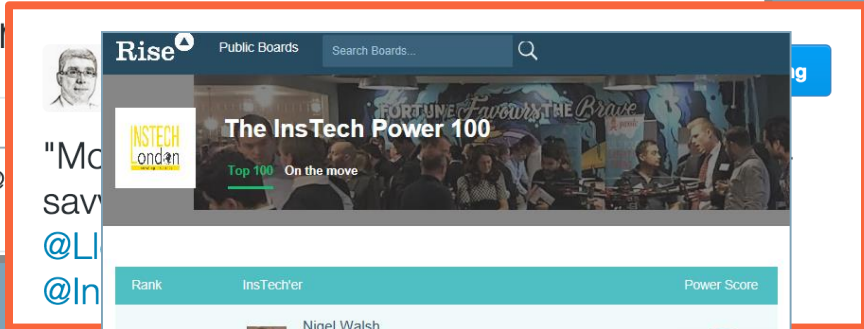 Rise
Public Boards
Search Boards...
ng
FORTUNE Favours THE Brave
INSTECH
London
The InsTech Power 100
Top 100
On the move
"Mo
savv
@Ll
@In
Rank
InsTech'er
Power Score
Nigel Walsh